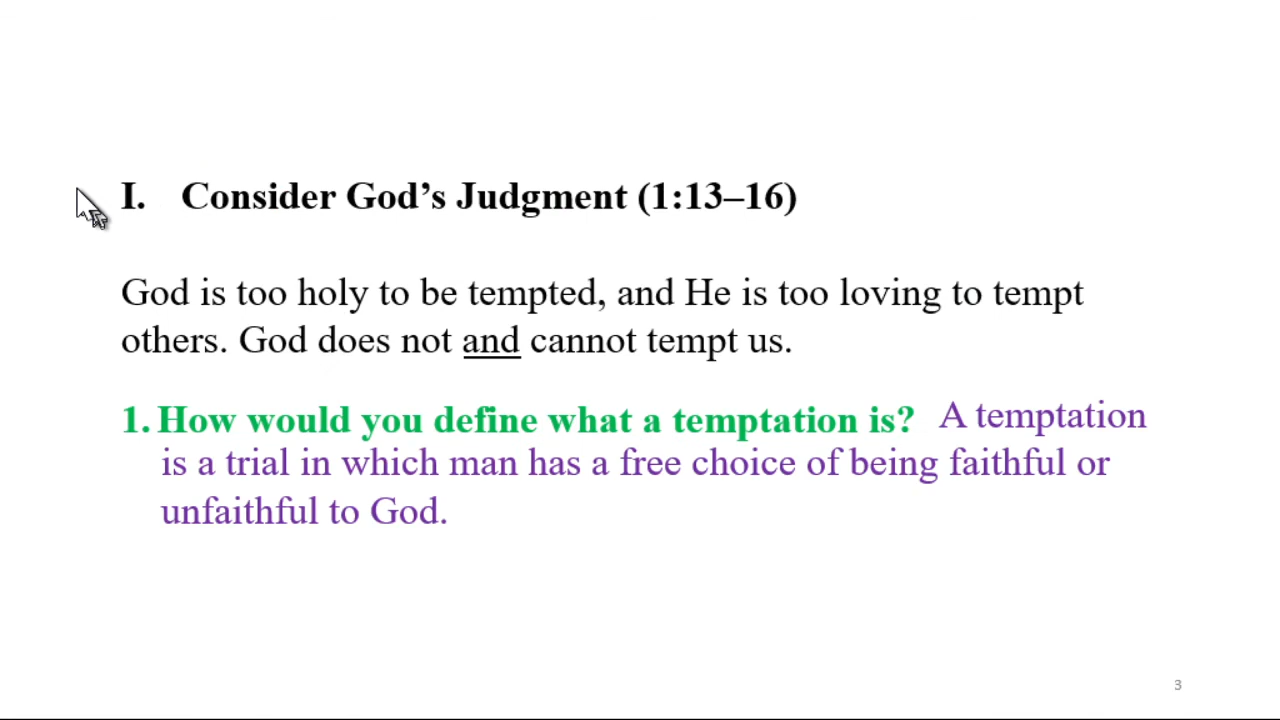 I. Consider God’s Judgment (1:13–16)
God is too holy to be tempted, and He is too loving to tempt
others. God does not and cannot tempt us.
1. How would you define what a temptation is? A temptation
is a trial in which man has a free choice of being faithful or
unfaithful to God.
3